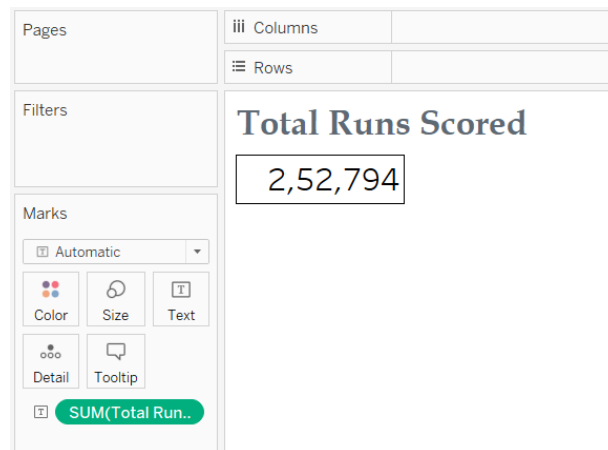 Pages
Columns
Rows
Filters
Total Runs Scored
2,52,794
Marks
Automatic
Color Size Text
Detail Tooltip
SUM(Total Run..